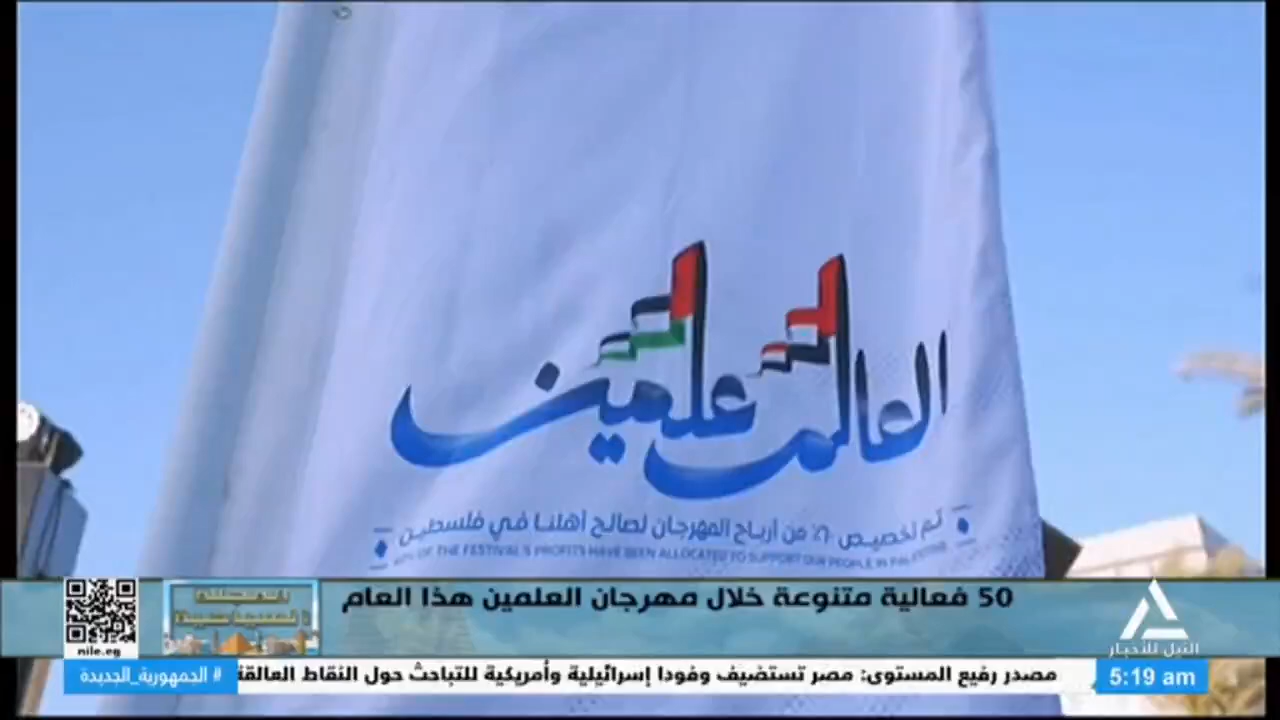 العالم علمين
تم تخصيص ٦٠٪ من أرباح المهرجان لصالح أهلنا في فلسطين
60% OF THE FESTIVAL'S PROFITS HAVE BEEN ALLOCATED TO SUPPORT OUR PEOPLE IN PALESTINE
50 فعالية متنوعة خلال مهرجان العلمين هذا العام
nile.eg
النيل للأخبار
5:19 am
مصدر رفيع المستوى: مصر تستضيف وفودا إسرائيلية وأمريكية للتباحث حول النقاط العالقة
# الجمهورية_الجديدة